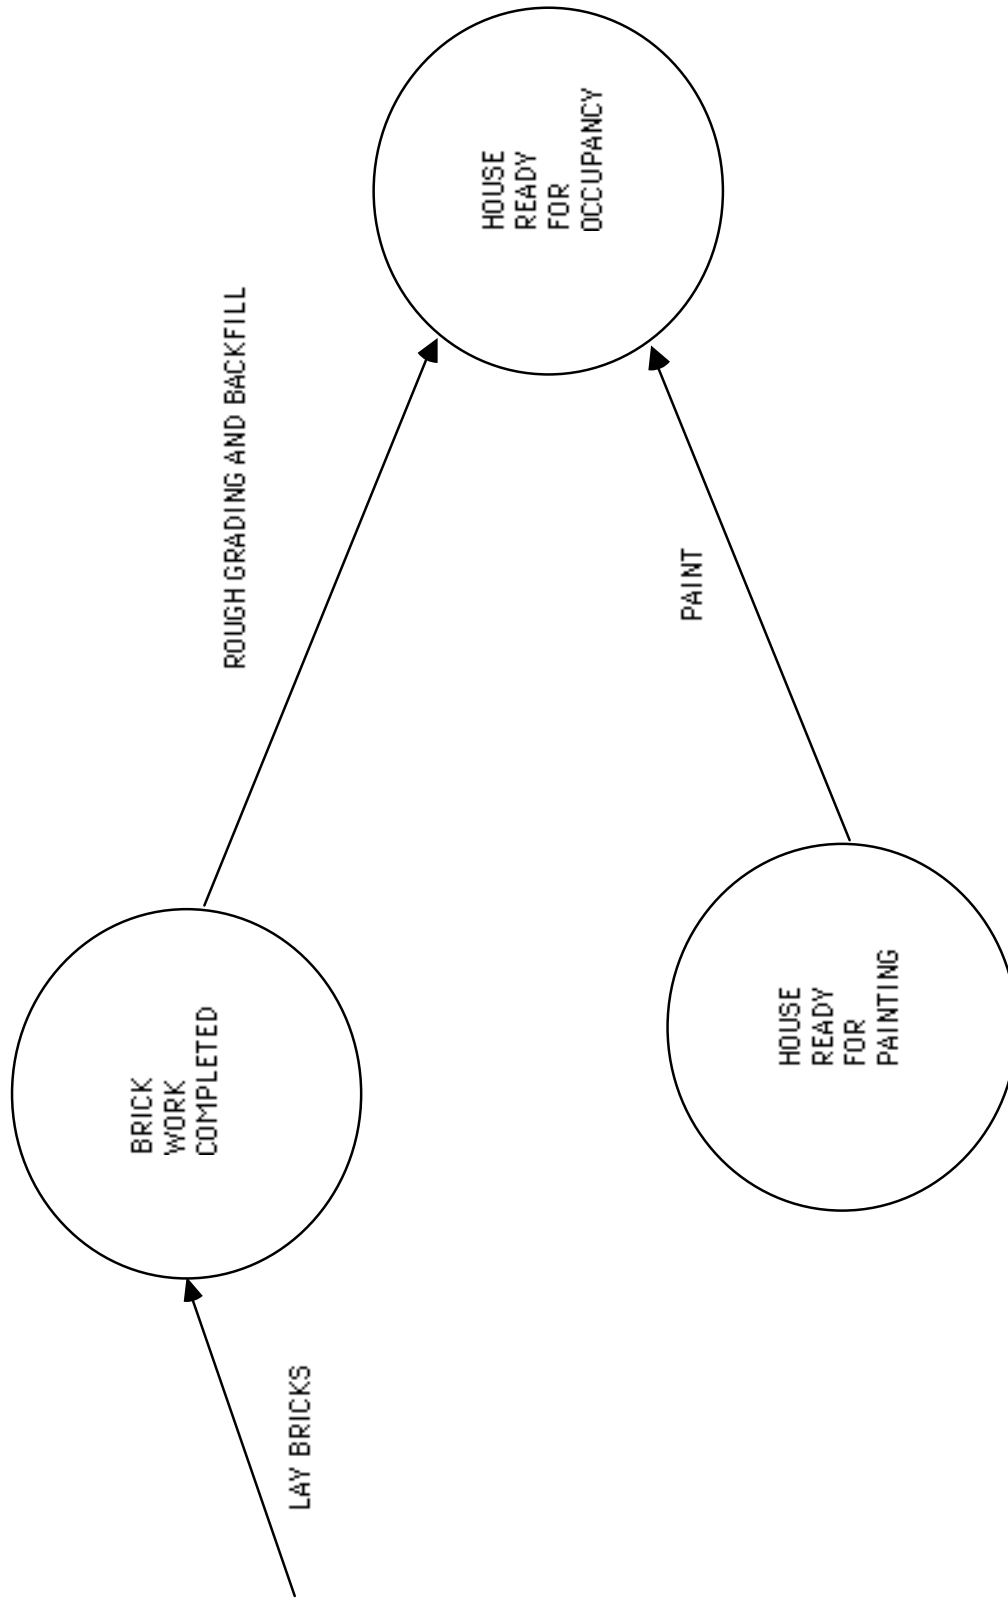 LAY BRICKS
BRICK
WORK
COMPLETED
ROUGH GRADING AND BACKFILL
HOUSE
READY
FOR
PAINTING
PAINT
HOUSE
READY
FOR
OCCUPANCY